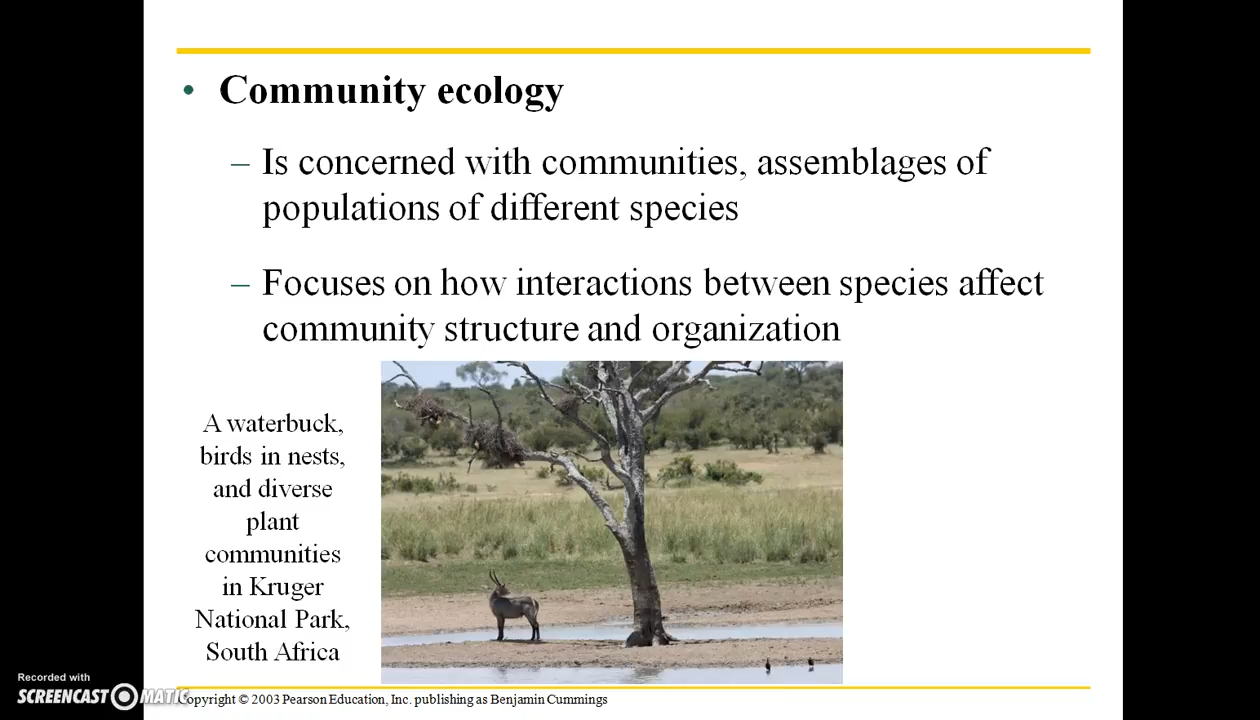 • Community ecology
– Is concerned with communities, assemblages of
populations of different species
– Focuses on how interactions between species affect
community structure and organization
A waterbuck,
birds in nests,
and diverse
plant
communities
in Kruger
National Park,
South Africa
Recorded with
SCREENCAST MATIC
Copyright © 2003 Pearson Education, Inc. publishing as Benjamin Cummings